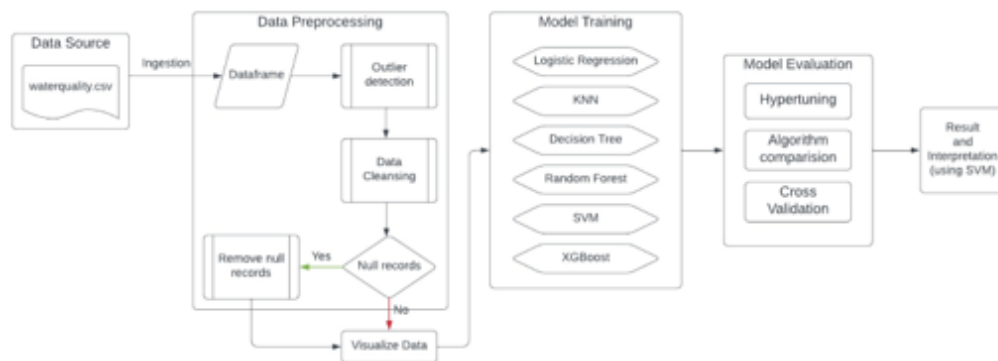 Data Source
waterquality.csv
Ingestion
Data Preprocessing
Dataframe
Outlier
detection
Data
Cleansing
Null records
Yes
Remove null
records
No
Visualize Data
Model Training
Logistic Regression
KNN
Decision Tree
Random Forest
SVM
XGBoost
Model Evaluation
Hypertuning
Algorithm
comparision
Cross
Validation
Result
and
Interpretation
(using SVM)